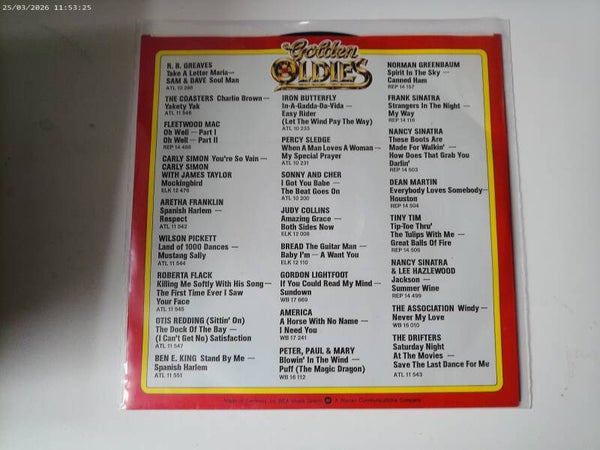 25/03/2026 11:53:25
Golden
OLDIES
R. B. GREAVES
Take A Letter Maria—
SAM & DAVE Soul Man
ATL 10 286
THE COASTERS Charlie Brown—
Yakety Yak
ATL 11 546
FLEETWOOD MAC
Oh Well — Part I
Oh Well — Part II
REP 14 488
CARLY SIMON You're So Vain —
CARLY SIMON
WITH JAMES TAYLOR
Mockingbird
ELK 12 476
ARETHA FRANKLIN
Spanish Harlem —
Respect
ATL 11 542
WILSON PICKETT
Land of 1000 Dances —
Mustang Sally
ATL 11 544
ROBERTA FLACK
Killing Me Softly With His Song—
The First Time Ever I Saw
Your Face
ATL 11 545
OTIS REDDING (Sittin' On)
The Dock Of The Bay —
(I Can't Get No) Satisfaction
ATL 11 547
BEN E. KING Stand By Me —
Spanish Harlem
ATL 11 551
IRON BUTTERFLY
In-A-Gadda-Da-Vida —
Easy Rider
(Let The Wind Pay The Way)
ATL 10 233
PERCY SLEDGE
When A Man Loves A Woman —
My Special Prayer
ATL 10 231
SONNY AND CHER
I Got You Babe —
The Beat Goes On
ATL 10 200
JUDY COLLINS
Amazing Grace —
Both Sides Now
ELK 12 008
BREAD The Guitar Man —
Baby I'm — A Want You
ELK 12 110
GORDON LIGHTFOOT
If You Could Read My Mind —
Sundown
WB 17 669
AMERICA
A Horse With No Name —
I Need You
WB 17 241
PETER, PAUL & MARY
Blowin' In The Wind —
Puff (The Magic Dragon)
WB 16 112
NORMAN GREENBAUM
Spirit In The Sky —
Canned Ham
REP 14 157
FRANK SINATRA
Strangers In The Night —
My Way
REP 14 118
NANCY SINATRA
These Boots Are
Made For Walkin' —
How Does That Grab You
Darlin'
REP 14 503
DEAN MARTIN
Everybody Loves Somebody—
Houston
REP 14 504
TINY TIM
Tip-Toe Thru'
The Tulips With Me —
Great Balls Of Fire
REP 14 506
NANCY SINATRA
& LEE HAZLEWOOD
Jackson —
Summer Wine
REP 14 499
THE ASSOCIATION Windy —
Never My Love
WB 16 010
THE DRIFTERS
Saturday Night
At The Movies —
Save The Last Dance For Me
ATL 11 543
Made in Germany by WEA Musik GmbH A Warner Communications Company